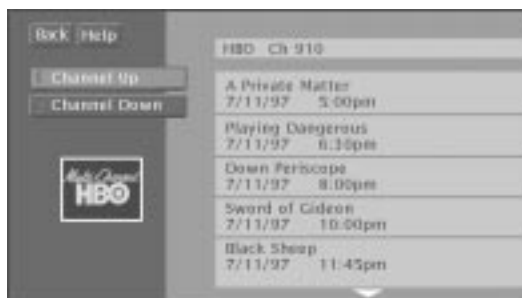 Back Help
Channel Up
Channel Down
Multi Channel
HBO
HBO Ch 910
A Private Matter
7/11/97 5:00pm
Playing Dangerous
7/11/97 6:30pm
Down Periscope
7/11/97 8:00pm
Sword of Gideon
7/11/97 10:00pm
Black Sheep
7/11/97 11:45pm